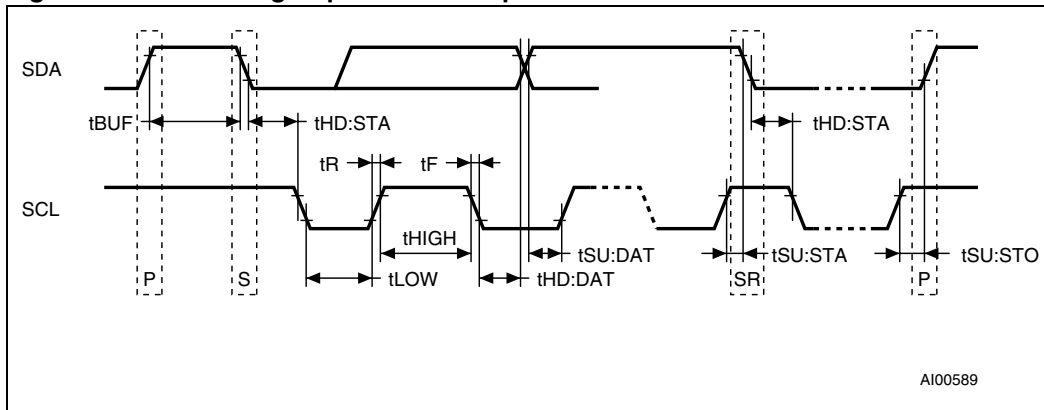 SDA
tBUF
tHD:STA
tHD:STA
tR
tF
SCL
tHIGH
tSU:DAT
tSU:STA
tSU:STO
P
S
tLOW
tHD:DAT
SR
P
AI00589